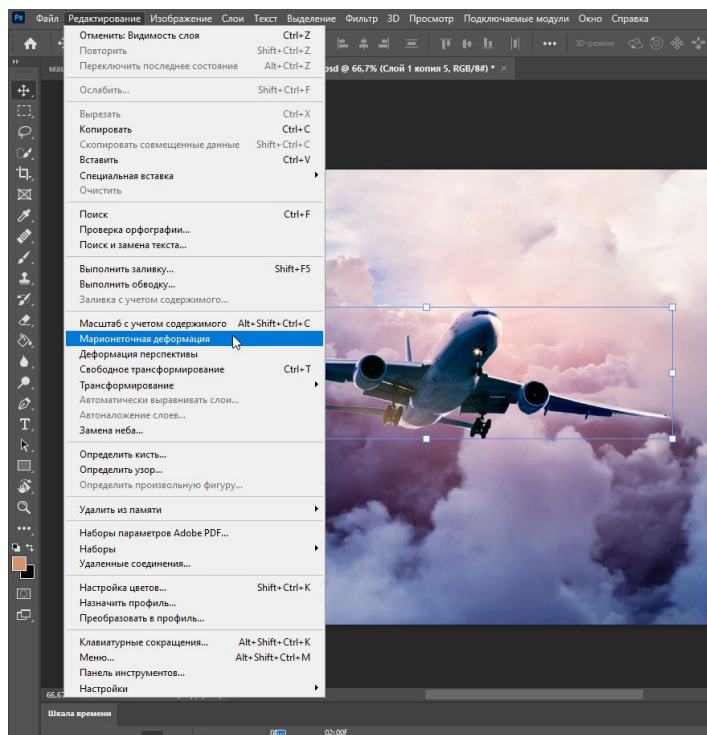 Ps Файл Редактирование Изображение Слои Текст Выделение Фильтр 3D Просмотр Подключаемые модули Окно Справка
3D-режим:
psd @ 66,7% (Слой 1 копия 5, RGB/8#) * ×
Отменить: Видимость слоя Ctrl+Z
Повторить Shift+Ctrl+Z
Переключить последнее состояние Alt+Ctrl+Z
Ослабить... Shift+Ctrl+F
Вырезать Ctrl+X
Копировать Ctrl+C
Скопировать совмещенные данные Shift+Ctrl+C
Вставить Ctrl+V
Специальная вставка
Очистить
Поиск Ctrl+F
Проверка орфографии...
Поиск и замена текста...
Выполнить заливку... Shift+F5
Выполнить обводку...
Заливка с учетом содержимого...
Масштаб с учетом содержимого Alt+Shift+Ctrl+C
Марионеточная деформация
Деформация перспективы
Свободное трансформирование Ctrl+T
Трансформирование
Автоматически выравнивать слои...
Автоналожение слоев...
Замена неба...
Определить кисть...
Определить узор...
Определить произвольную фигуру...
Удалить из памяти
Наборы параметров Adobe PDF...
Наборы
Удаленные соединения...
Настройка цветов... Shift+Ctrl+K
Назначить профиль...
Преобразовать в профиль...
Клавиатурные сокращения... Alt+Shift+Ctrl+K
Меню... Alt+Shift+Ctrl+M
Панель инструментов...
Настройки
66,67
Шкала времени
02:00f